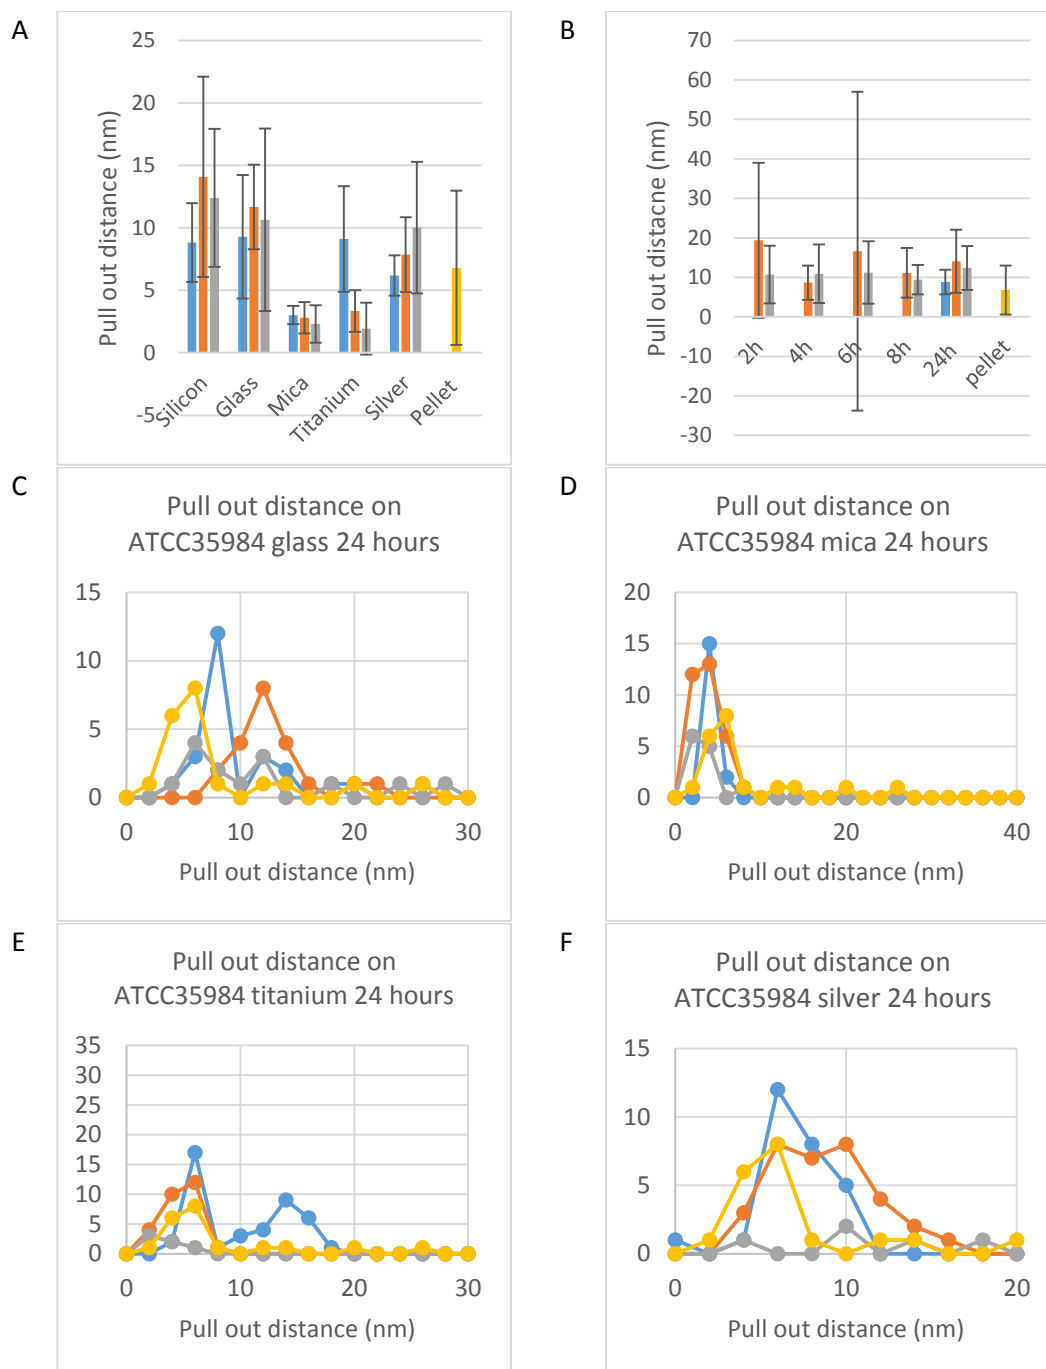 A
25
20
15
10
5
0
-5
Pull out distance (nm)
Silicon
Glass
Mica
Titanium
Silver
Pellet
B
70
60
50
40
30
20
10
0
-10
-20
-30
Pull out distacne (nm)
2h
4h
6h
8h
24h
pellet
C
Pull out distance on
ATCC35984 glass 24 hours
15
10
5
0
0 10 20 30
Pull out distance (nm)
D
Pull out distance on
ATCC35984 mica 24 hours
20
15
10
5
0
0 20 40
Pull out distance (nm)
E
Pull out distance on
ATCC35984 titanium 24 hours
35
30
25
20
15
10
5
0
0 10 20 30
Pull out distance (nm)
F
Pull out distance on
ATCC35984 silver 24 hours
15
10
5
0
0 10 20
Pull out distance (nm)